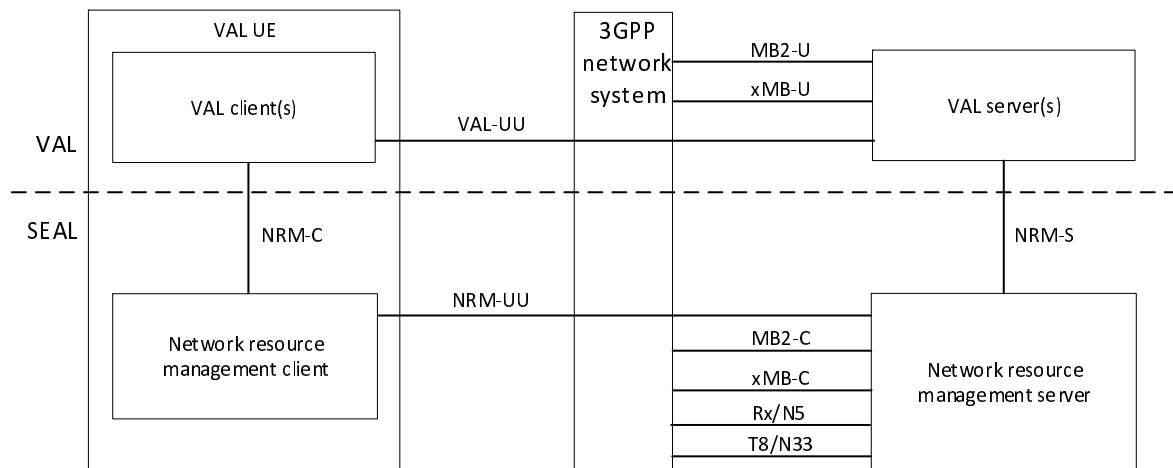 VAL UE
3GPP
network
system
MB2-U
xMB-U
VAL client(s)
VAL server(s)
VAL-UU
VAL
SEAL
NRM-C
NRM-S
NRM-UU
Network resource
management client
MB2-C
xMB-C
Rx/N5
T8/N33
Network resource
management server